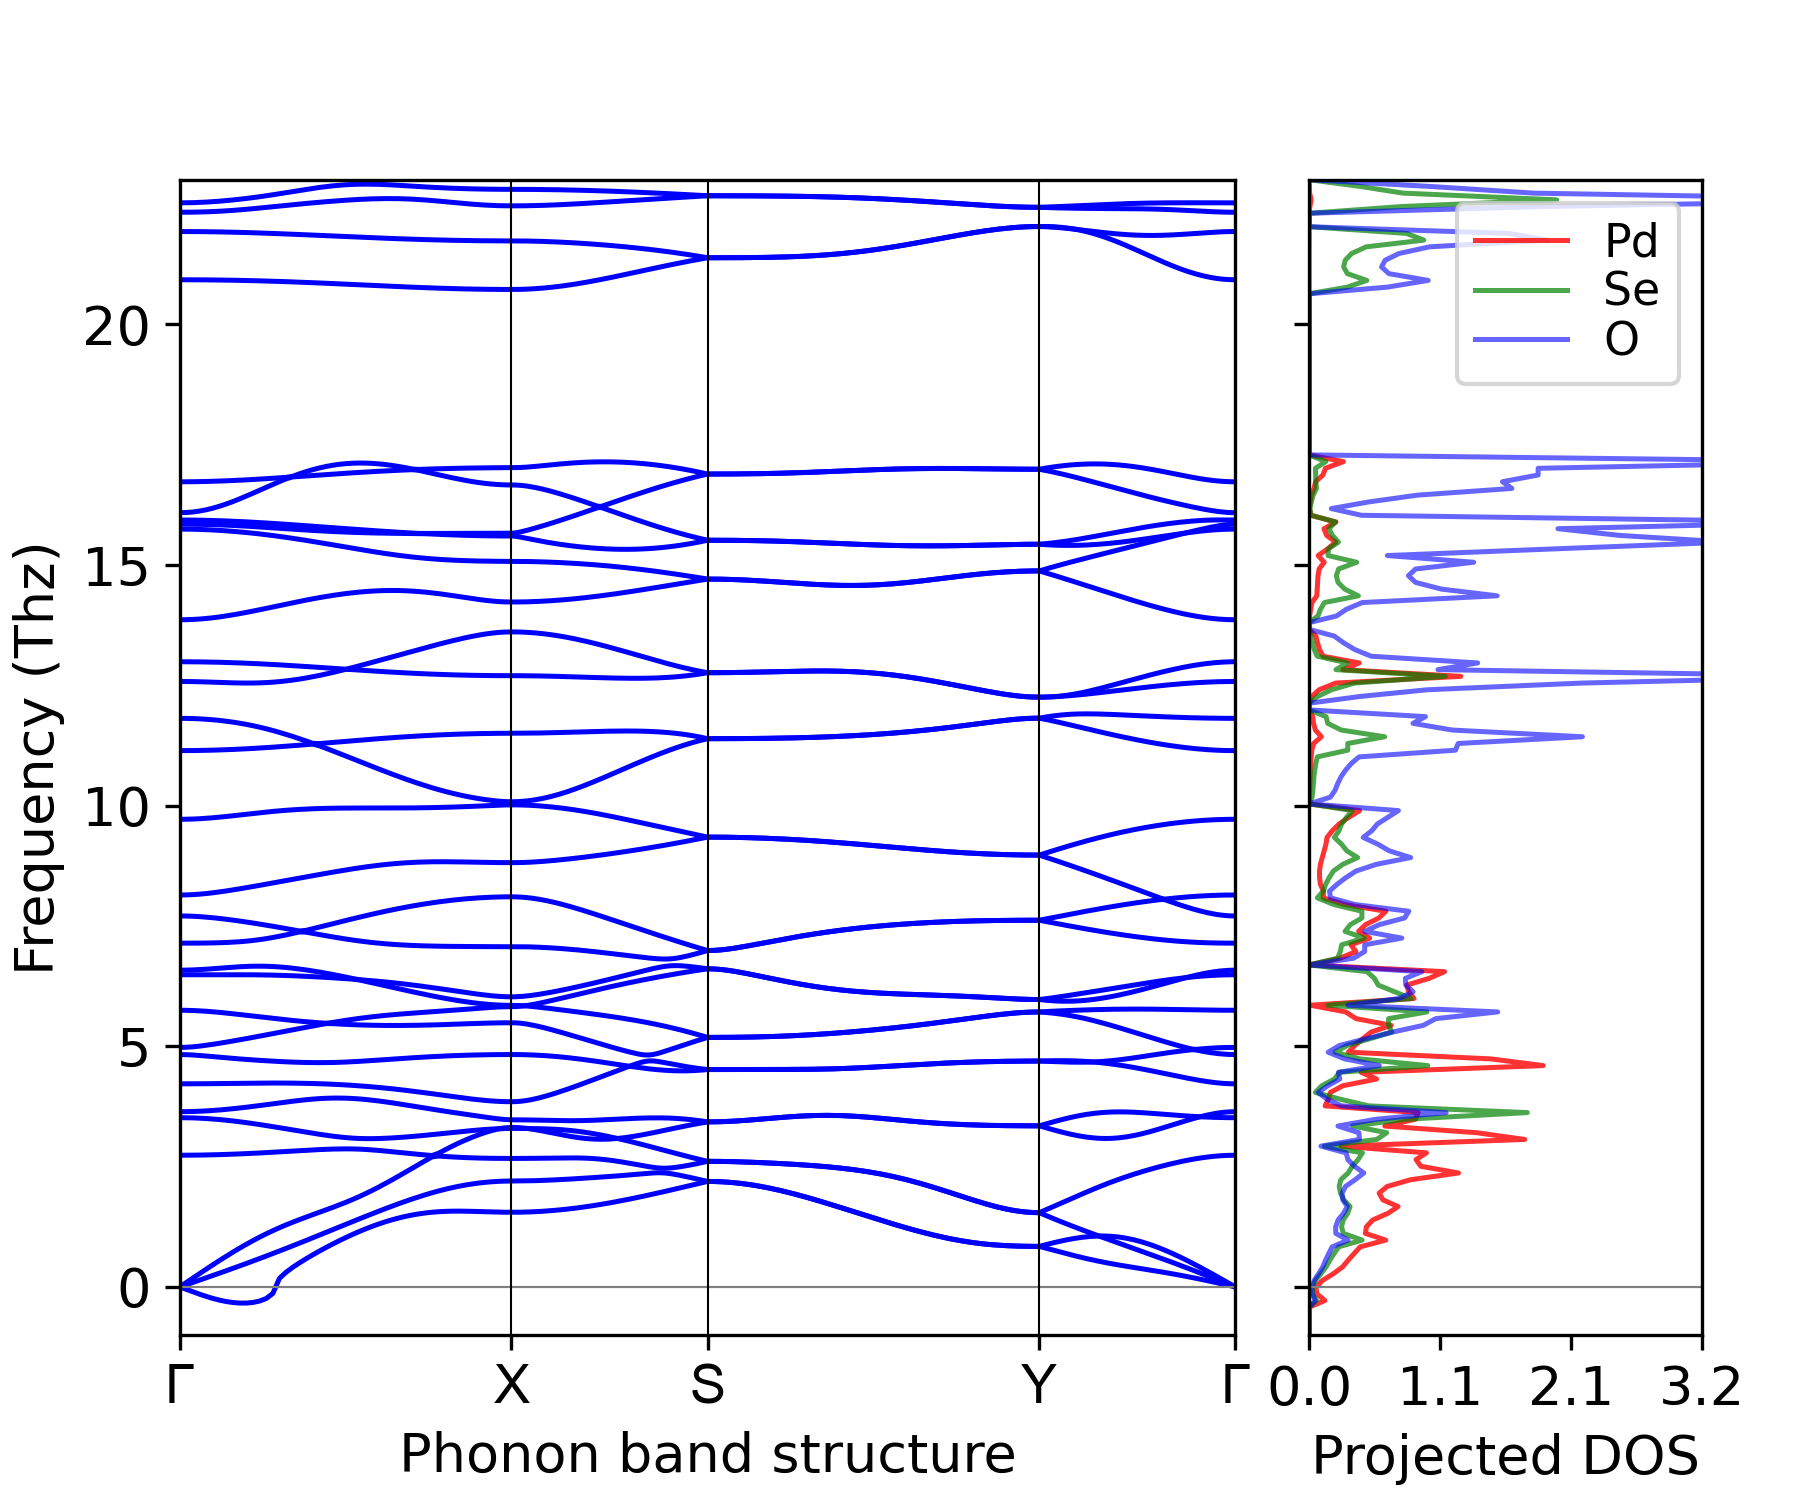 Pd
Se
O
20
15
10
5
0
Frequency (Thz)
Γ X S Y Γ
0.0 1.1 2.1 3.2
Phonon band structure
Projected DOS